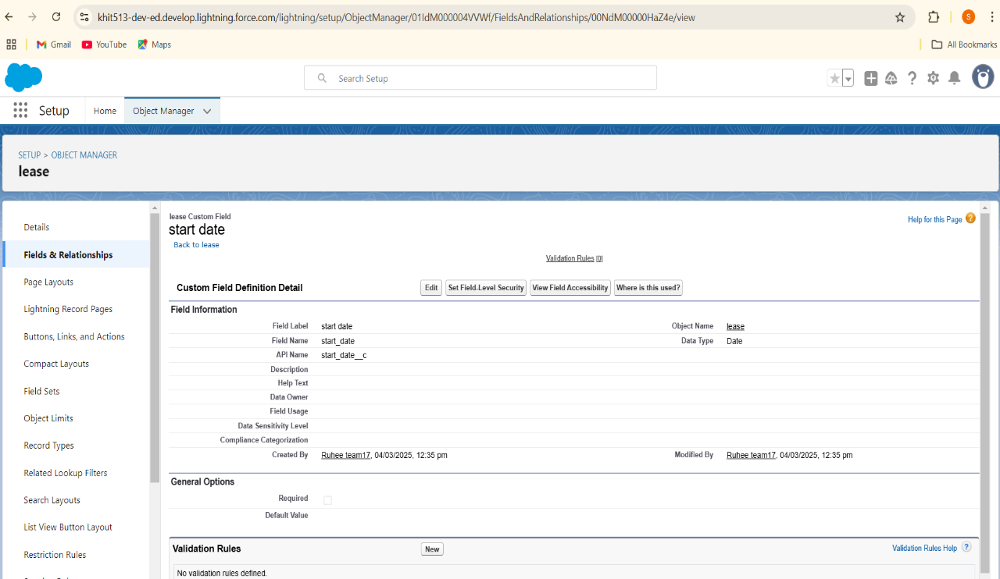 khit513-dev-ed.develop.lightning.force.com/lightning/setup/ObjectManager/01IdM000004VVWf/FieldsAndRelationships/00NdM00000HaZ4e/view
S
Gmail YouTube Maps All Bookmarks
Search Setup
Setup Home Object Manager
SETUP > OBJECT MANAGER
lease
Details
Fields & Relationships
Page Layouts
Lightning Record Pages
Buttons, Links, and Actions
Compact Layouts
Field Sets
Object Limits
Record Types
Related Lookup Filters
Search Layouts
List View Button Layout
Restriction Rules
lease Custom Field
start date
Back to lease
Help for this Page ?
Validation Rules [0]
Custom Field Definition Detail Edit Set Field-Level Security View Field Accessibility Where is this used?
Field Information
Field Label start date Object Name lease
Field Name start_date Data Type Date
API Name start_date__c
Description
Help Text
Data Owner
Field Usage
Data Sensitivity Level
Compliance Categorization
Created By Ruhee team17, 04/03/2025, 12:35 pm Modified By Ruhee team17, 04/03/2025, 12:35 pm
General Options
Required
Default Value
Validation Rules New Validation Rules Help ?
No validation rules defined.